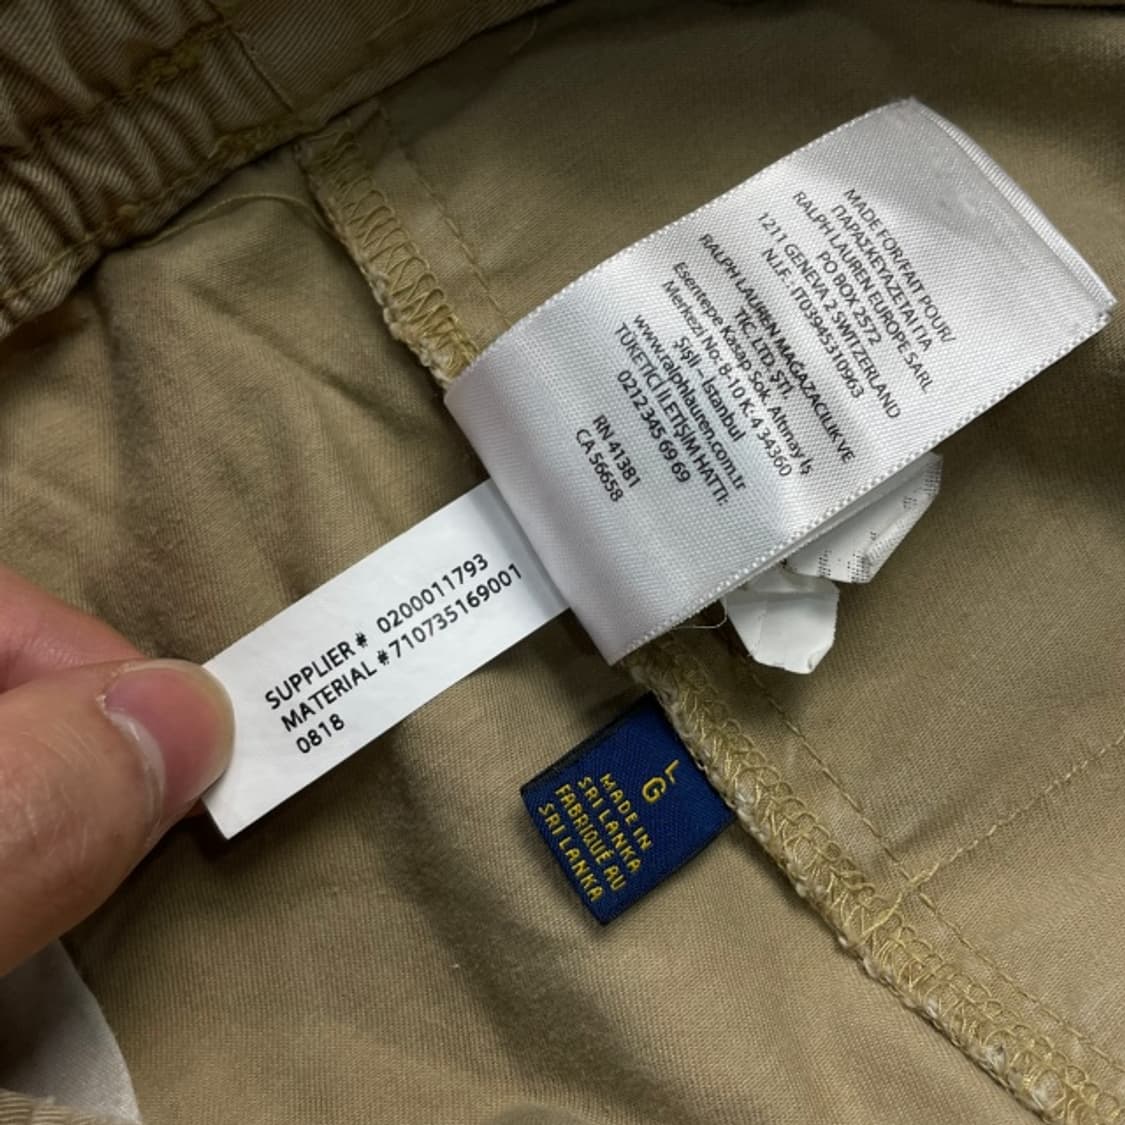 MADE FOR/FAIT POUR/
ΠΑΡΑΣΚΕΥΑΖΕΤΑΙ ΓΙΑ
RALPH LAUREN EUROPE SARL
PO BOX 2572
1211 GENEVA 2 SWITZERLAND
N.I.F.: IT03945310963
RALPH LAUREN MAGAZACILIK VE
TIC. LTD. ŞTİ.
Esentepe Kasap Sok. Altınay İş
Merkezi No:8-10 K:4 34360
Şişli – İstanbul
www.ralphlauren.com.tr
TÜKETİCİ İLETİŞİM HATTI:
0212 345 69 69
RN 41381
CA 56658
SUPPLIER # 0200011793
MATERIAL #710735169001
0818
L
G
MADE IN
SRI LANKA
FABRIQUÉ AU
SRI LANKA